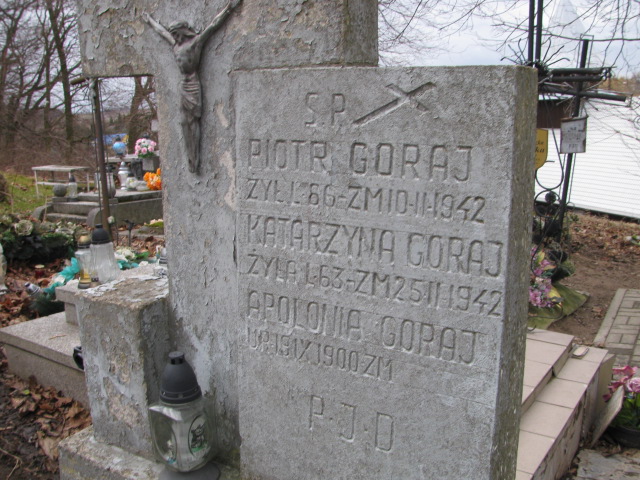 Ś.P.
PIOTR GORAJ
ŻYŁ L.86-ZM 10-II-1942
KATARZYNA GORAJ
ŻYŁA L.63-ZM 25-II-1942
APOLONIA GORAJ
UR.19 IX 1900 ZM
P.J.D